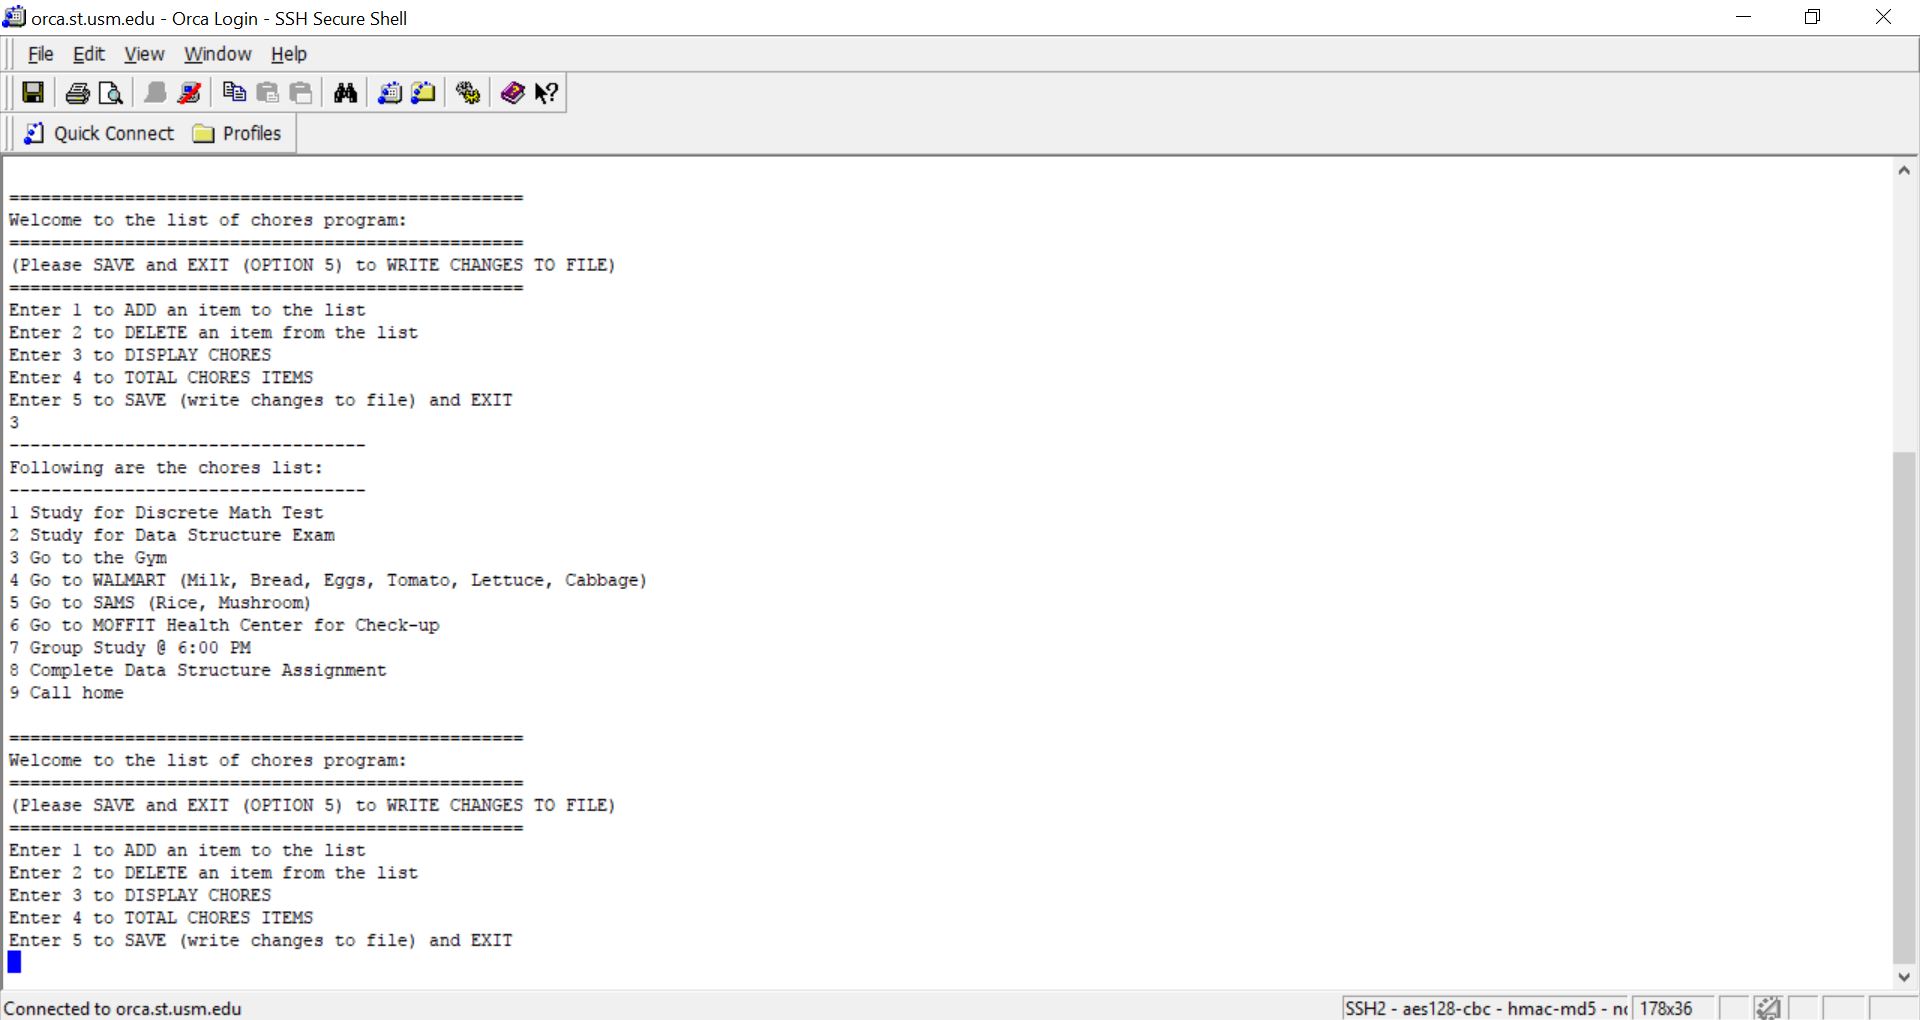 orca.st.usm.edu - Orca Login - SSH Secure Shell
File Edit View Window Help
Quick Connect Profiles
==================================================
Welcome to the list of chores program:
==================================================
(Please SAVE and EXIT (OPTION 5) to WRITE CHANGES TO FILE)
==================================================
Enter 1 to ADD an item to the list
Enter 2 to DELETE an item from the list
Enter 3 to DISPLAY CHORES
Enter 4 to TOTAL CHORES ITEMS
Enter 5 to SAVE (write changes to file) and EXIT
3
----------------------------------
Following are the chores list:
----------------------------------
1 Study for Discrete Math Test
2 Study for Data Structure Exam
3 Go to the Gym
4 Go to WALMART (Milk, Bread, Eggs, Tomato, Lettuce, Cabbage)
5 Go to SAMS (Rice, Mushroom)
6 Go to MOFFIT Health Center for Check-up
7 Group Study @ 6:00 PM
8 Complete Data Structure Assignment
9 Call home
==================================================
Welcome to the list of chores program:
==================================================
(Please SAVE and EXIT (OPTION 5) to WRITE CHANGES TO FILE)
==================================================
Enter 1 to ADD an item to the list
Enter 2 to DELETE an item from the list
Enter 3 to DISPLAY CHORES
Enter 4 to TOTAL CHORES ITEMS
Enter 5 to SAVE (write changes to file) and EXIT
Connected to orca.st.usm.edu SSH2 - aes128-cbc - hmac-md5 - 178x36